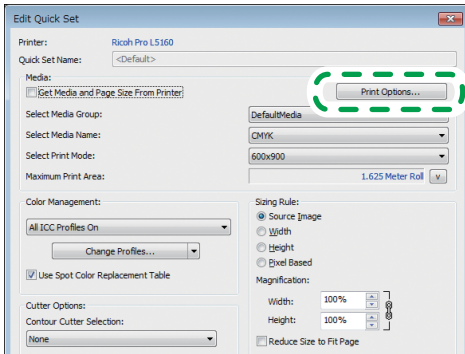 Edit Quick Set
Printer: Ricoh Pro L5160
Quick Set Name: <Default>
Media:
Get Media and Page Size From Printer
Print Options...
Select Media Group: DefaultMedia
Select Media Name: CMYK
Select Print Mode: 600x900
Maximum Print Area: 1.625 Meter Roll v
Color Management:
All ICC Profiles On
Change Profiles...
Use Spot Color Replacement Table
Cutter Options:
Contour Cutter Selection:
None
Sizing Rule:
Source Image
Width
Height
Pixel Based
Magnification:
Width: 100%
Height: 100%
Reduce Size to Fit Page